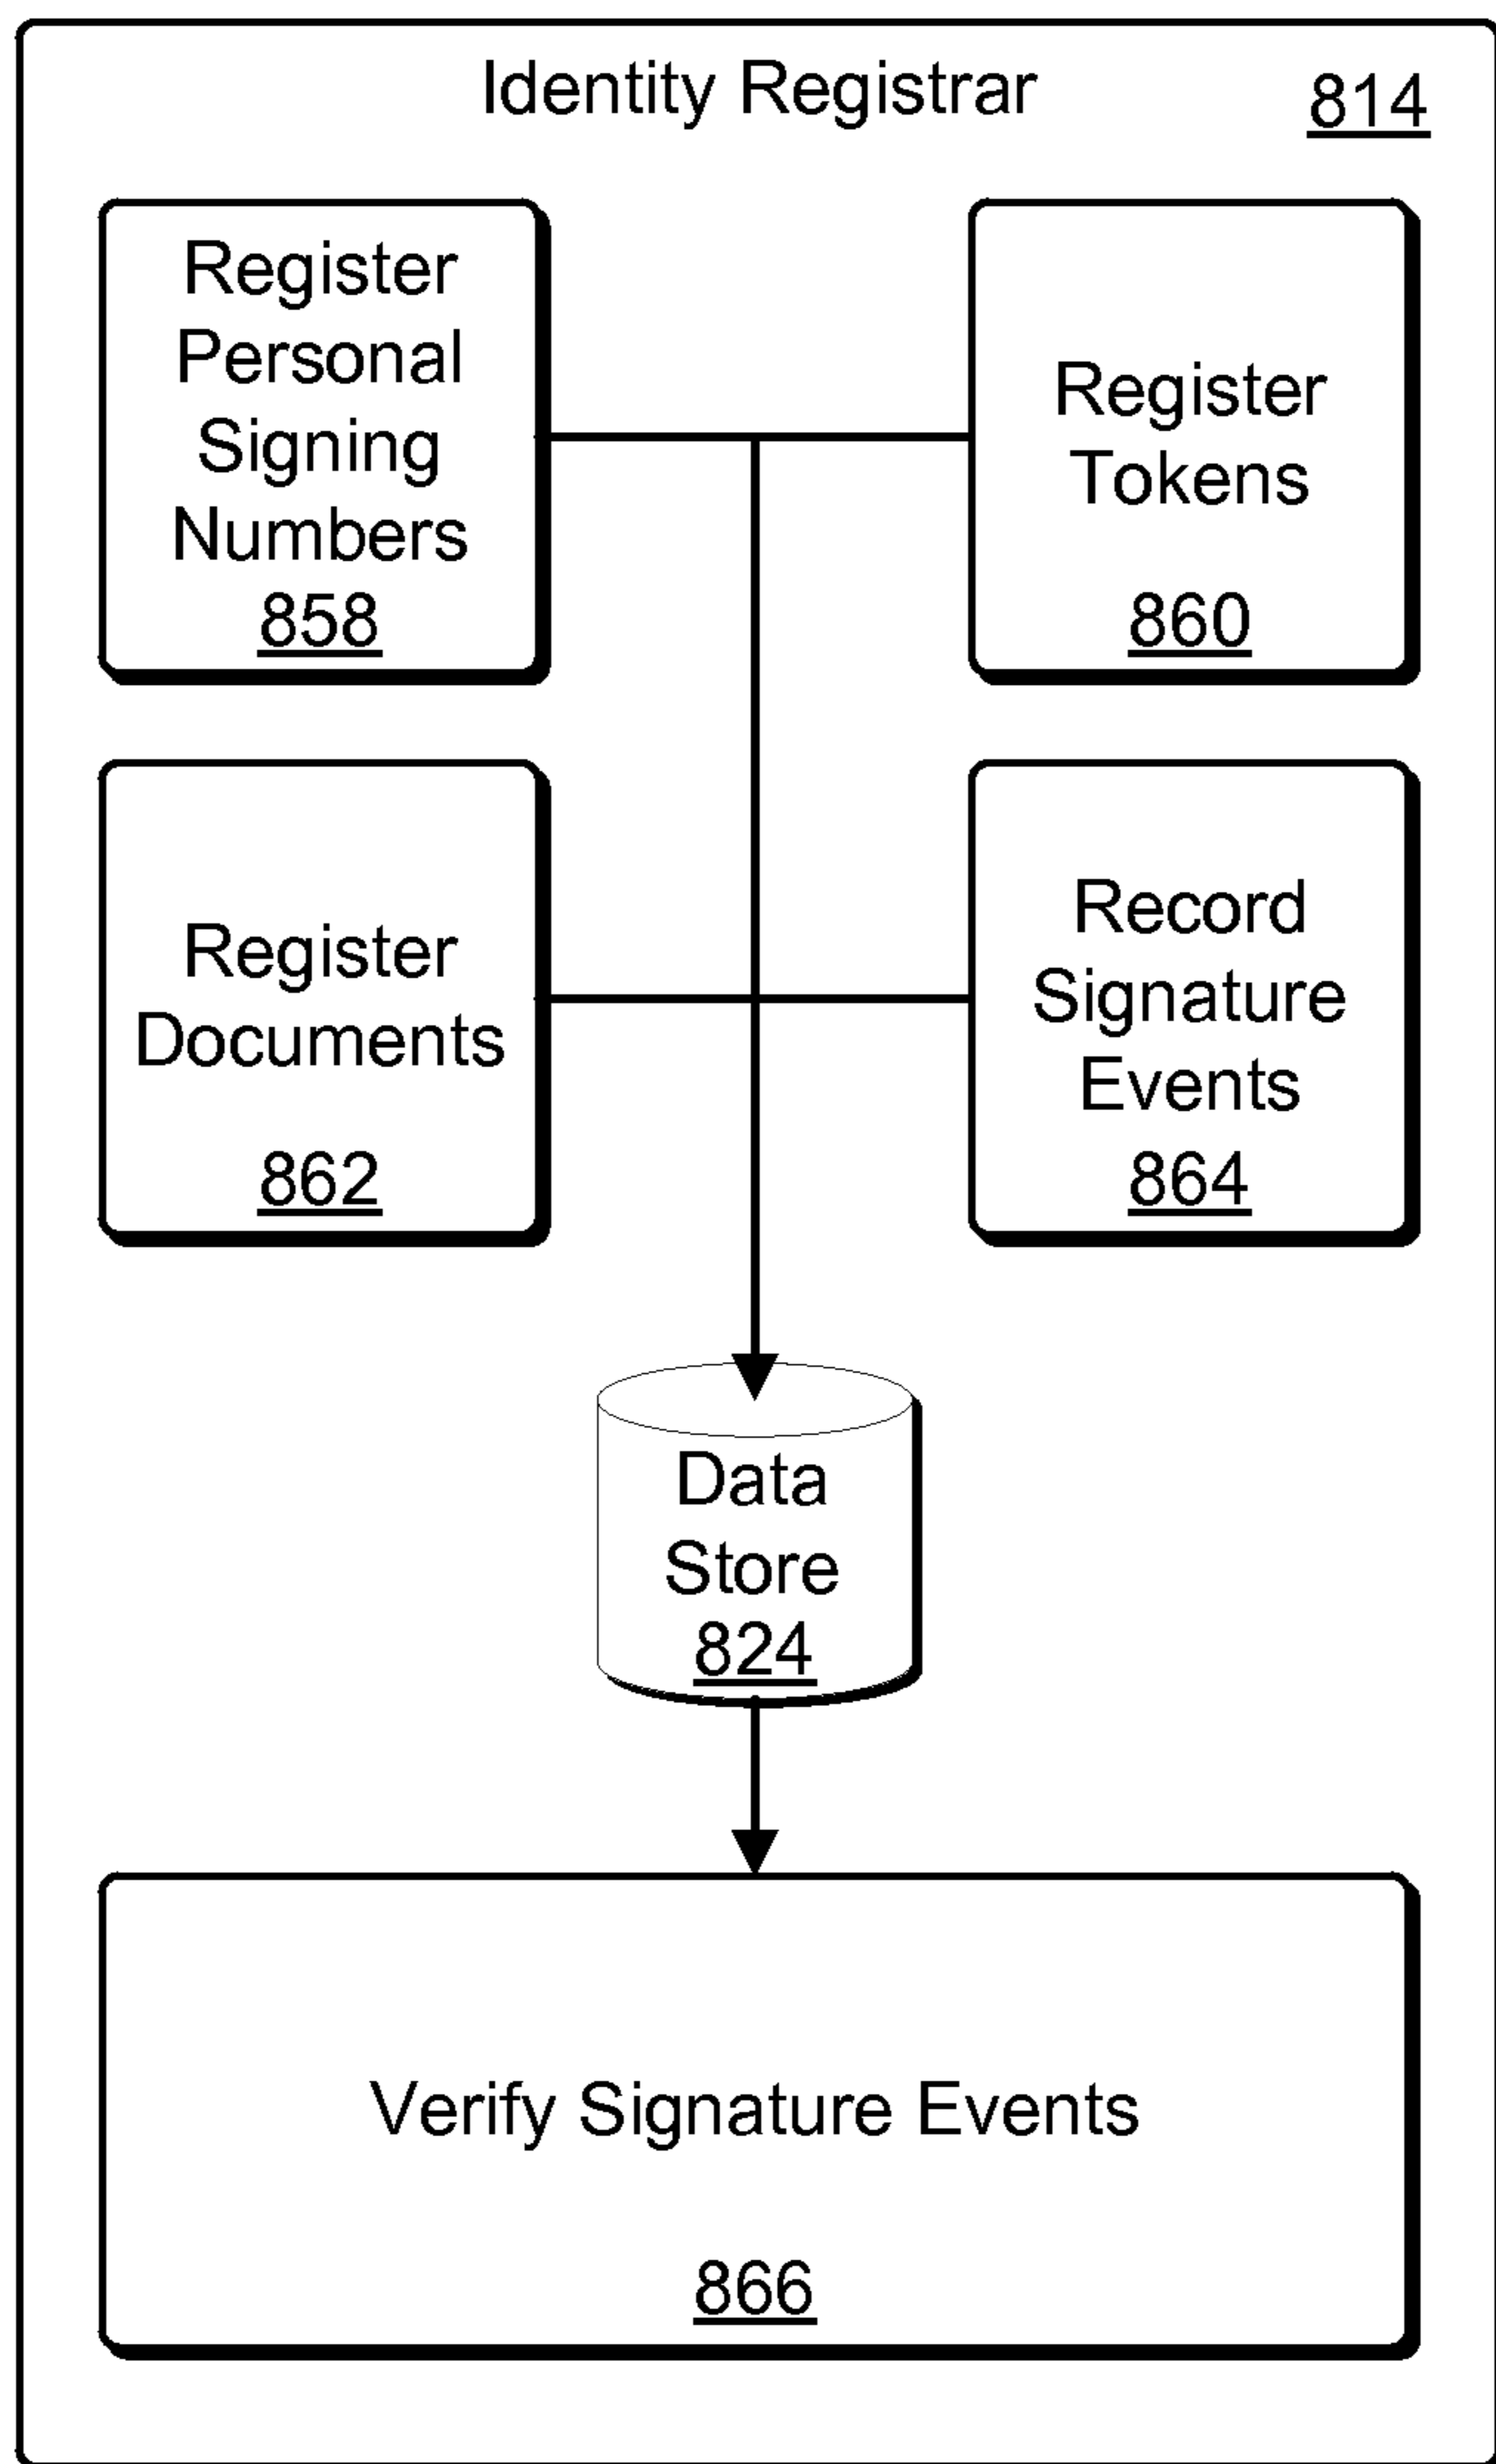 Identity Registrar
814
Register
Personal
Signing
Numbers
858
Register
Tokens
860
Register
Documents
862
Record
Signature
Events
864
Data
Store
824
Verify Signature Events
866